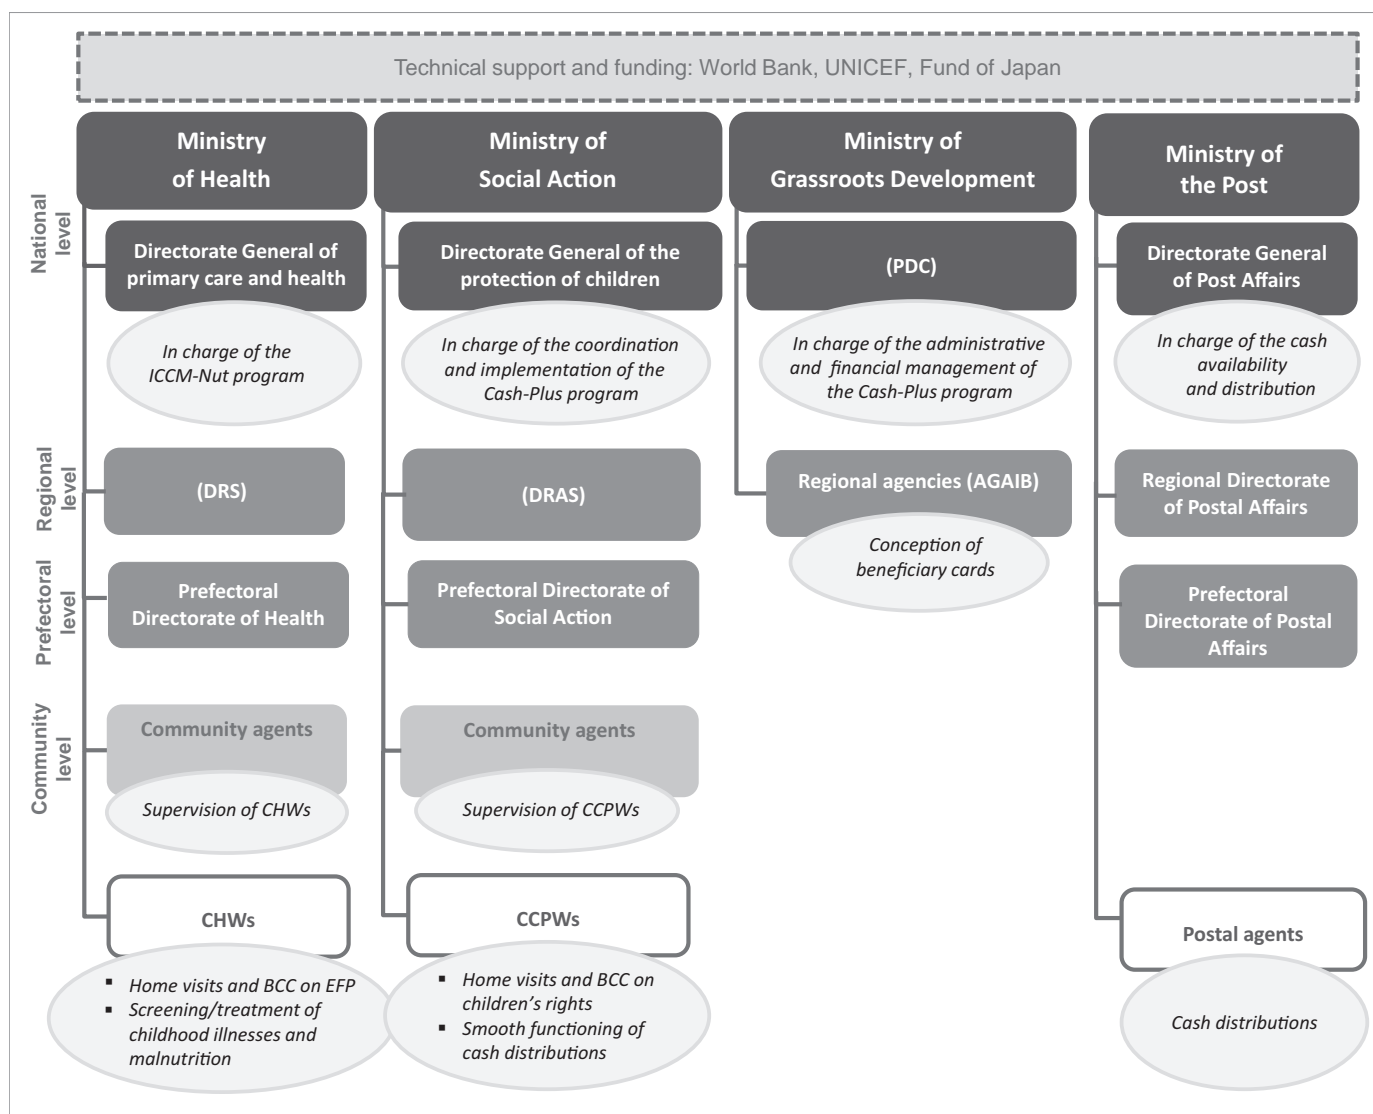 Technical support and funding: World Bank, UNICEF, Fund of Japan
Ministry
of Health
Ministry of
Social Action
Ministry of
Grassroots Development
Ministry of
the Post
National
level
Directorate General of
primary care and health
Directorate General of the
protection of children
(PDC)
Directorate General
of Post Affairs
In charge of the
ICCM-Nut program
In charge of the coordination
and implementation of the
Cash-Plus program
In charge of the administrative
and financial management of
the Cash-Plus program
In charge of the cash
availability
and distribution
Regional
level
(DRS)
(DRAS)
Regional agencies (AGAIB)
Regional Directorate
of Postal Affairs
Conception of
beneficiary cards
Prefectoral
level
Prefectoral
Directorate of Health
Prefectoral Directorate of
Social Action
Prefectoral
Directorate of Postal
Affairs
Community
level
Community agents
Community agents
Supervision of CHWs
Supervision of CCPWs
CHWs
CCPWs
Postal agents
▪ Home visits and BCC on EFP
▪ Screening/treatment of
childhood illnesses and
malnutrition
▪ Home visits and BCC on
children’s rights
▪ Smooth functioning of
cash distributions
Cash distributions